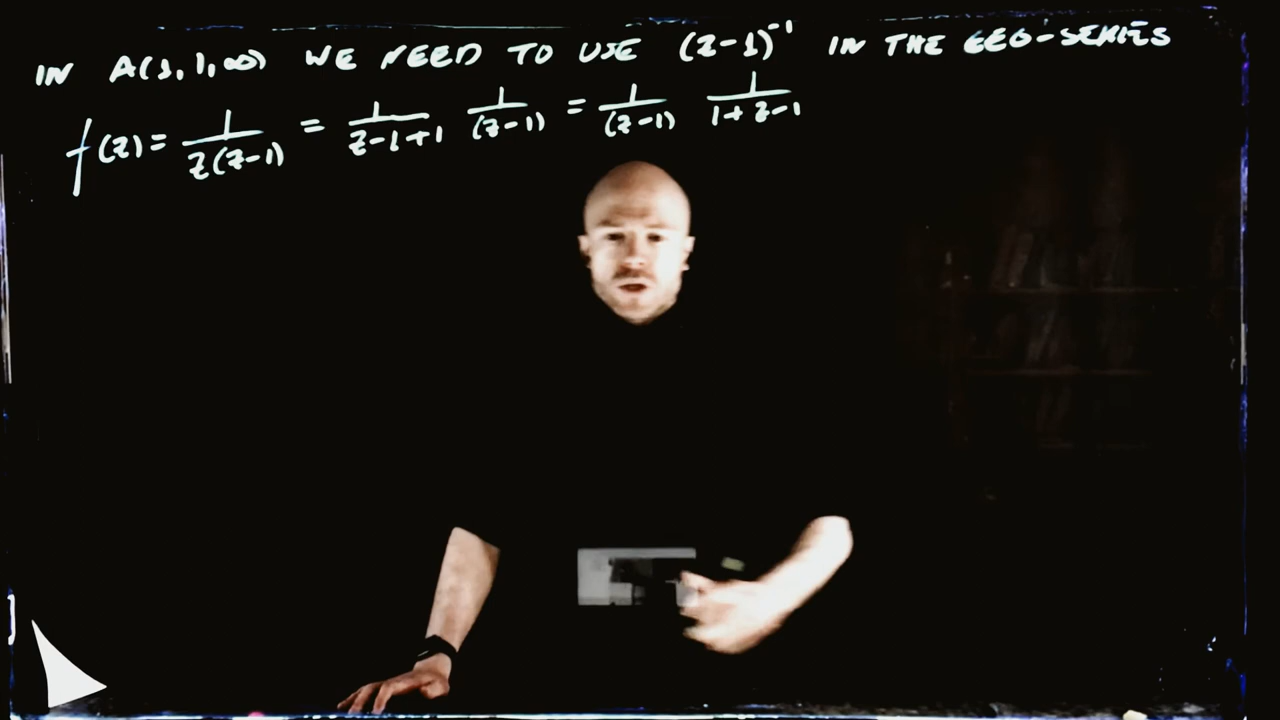 IN A(1,1,∞) WE NEED TO USE (z-1)⁻¹ IN THE GEO-SERIES
f(z) = 1/(z(z-1)) = 1/(z-1+1) 1/(z-1) = 1/(z-1) 1/(1+z-1)